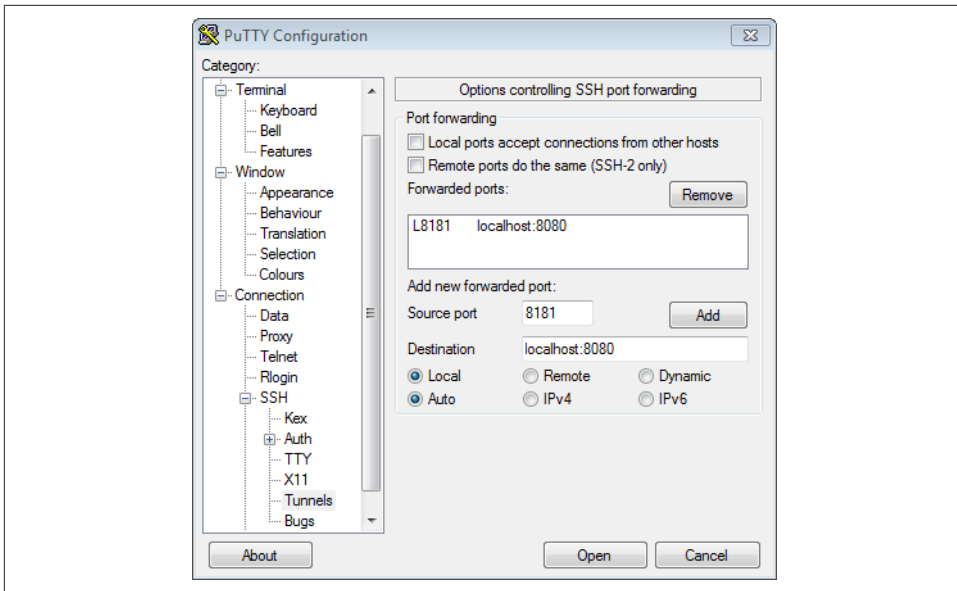 PuTTY Configuration
Category:
Terminal
Keyboard
Bell
Features
Window
Appearance
Behaviour
Translation
Selection
Colours
Connection
Data
Proxy
Telnet
Rlogin
SSH
Kex
Auth
TTY
X11
Tunnels
Bugs
Options controlling SSH port forwarding
Port forwarding
Local ports accept connections from other hosts
Remote ports do the same (SSH-2 only)
Forwarded ports:
Remove
L8181 localhost:8080
Add new forwarded port:
Source port 8181 Add
Destination localhost:8080
Local Remote Dynamic
Auto IPv4 IPv6
About Open Cancel